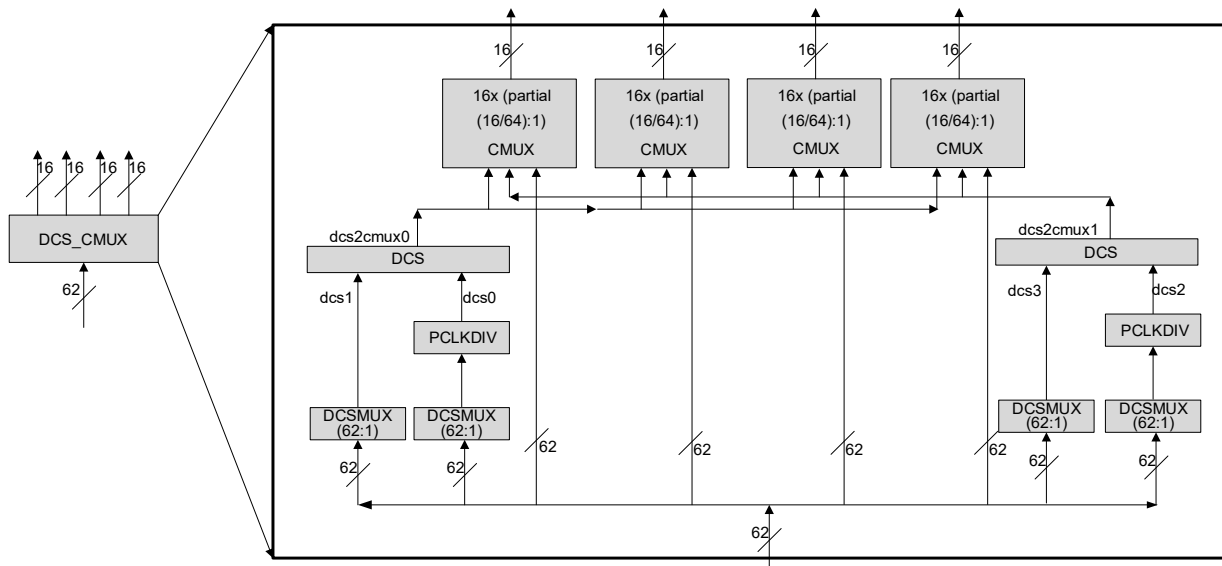 16 16 16 16
16x (partial
(16/64):1)
CMUX
16x (partial
(16/64):1)
CMUX
16x (partial
(16/64):1)
CMUX
16x (partial
(16/64):1)
CMUX
16 16 16 16
DCS_CMUX
62
dcs2cmux0
DCS
dcs2cmux1
DCS
dcs1
dcs0
dcs3
dcs2
PCLKDIV
PCLKDIV
DCSMUX
(62:1)
DCSMUX
(62:1)
DCSMUX
(62:1)
DCSMUX
(62:1)
62 62 62 62 62 62 62 62
62